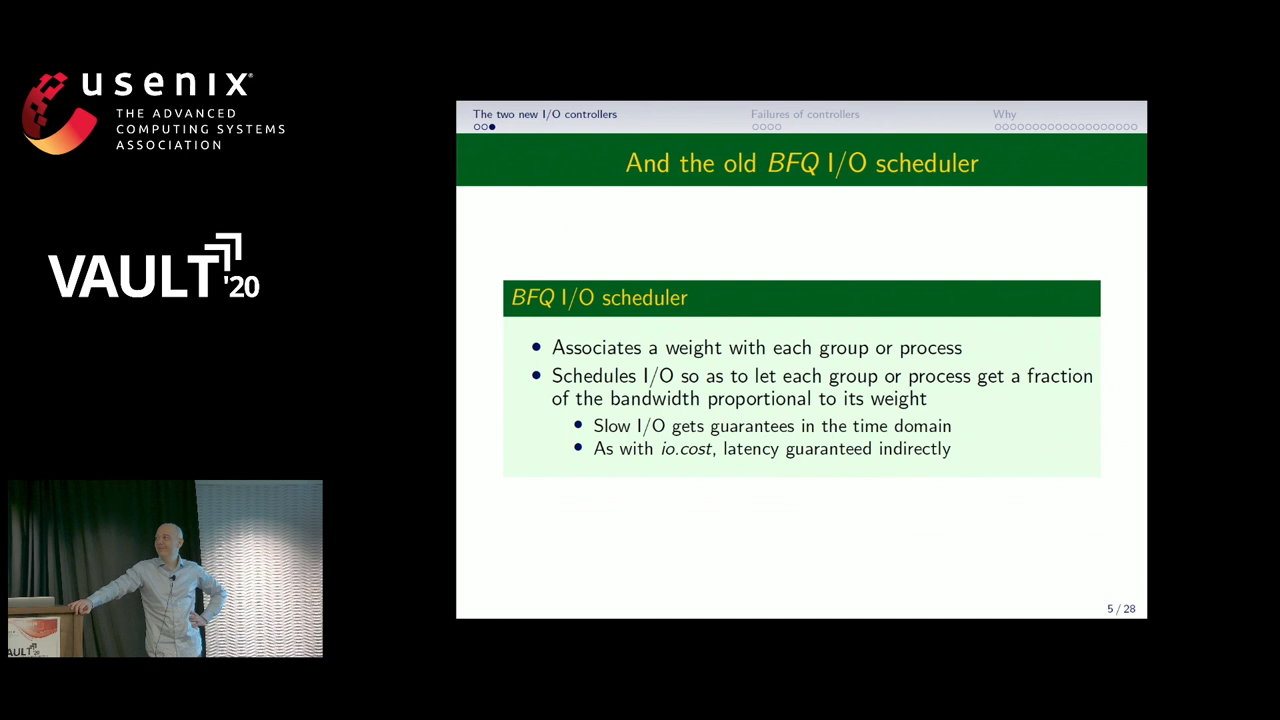 usenix®
THE ADVANCED
COMPUTING SYSTEMS
ASSOCIATION
VAULT '20
The two new I/O controllers
Failures of controllers
Why
And the old BFQ I/O scheduler
BFQ I/O scheduler
Associates a weight with each group or process
Schedules I/O so as to let each group or process get a fraction
of the bandwidth proportional to its weight
Slow I/O gets guarantees in the time domain
As with io.cost, latency guaranteed indirectly
5 / 28
VAULT